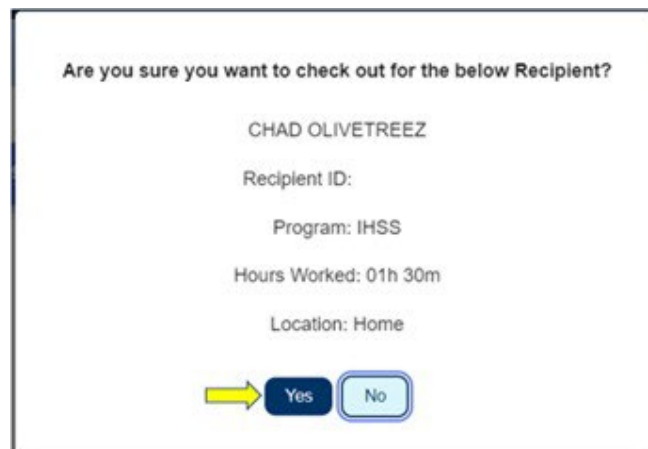 Are you sure you want to check out for the below Recipient?
CHAD OLIVETREEZ
Recipient ID:
Program: IHSS
Hours Worked: 01h 30m
Location: Home
Yes No